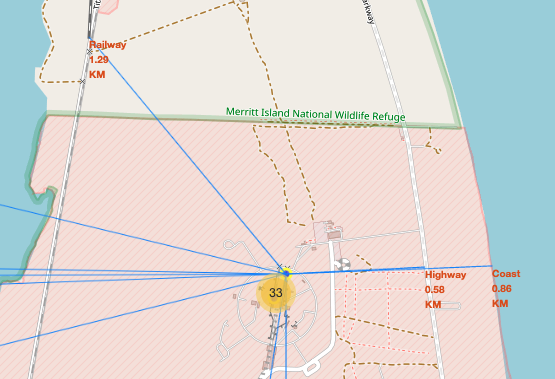 Railway
1.29
KM
Merritt Island National Wildlife Refuge
33
Highway
0.58
KM
Coast
0.86
KM